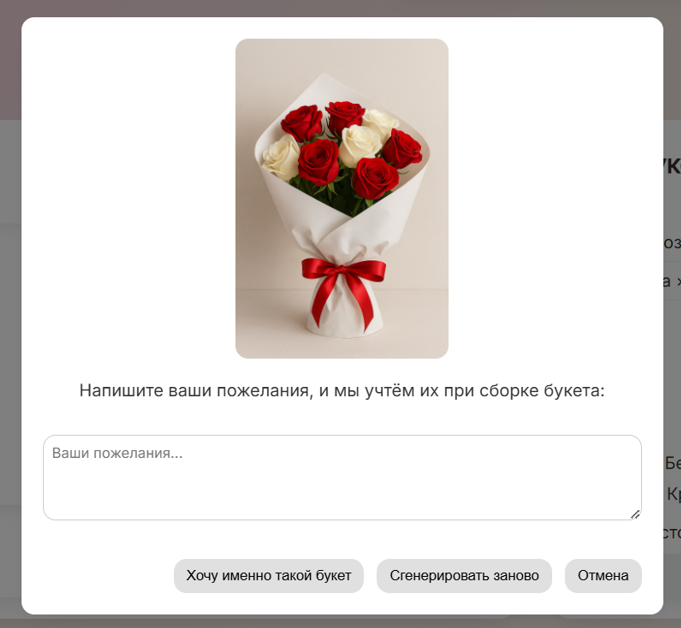 Напишите ваши пожелания, и мы учтём их при сборке букета:
Ваши пожелания...
Хочу именно такой букет
Сгенерировать заново
Отмена